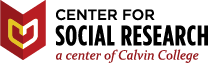 CENTER FOR
SOCIAL RESEARCH
a center of Calvin College